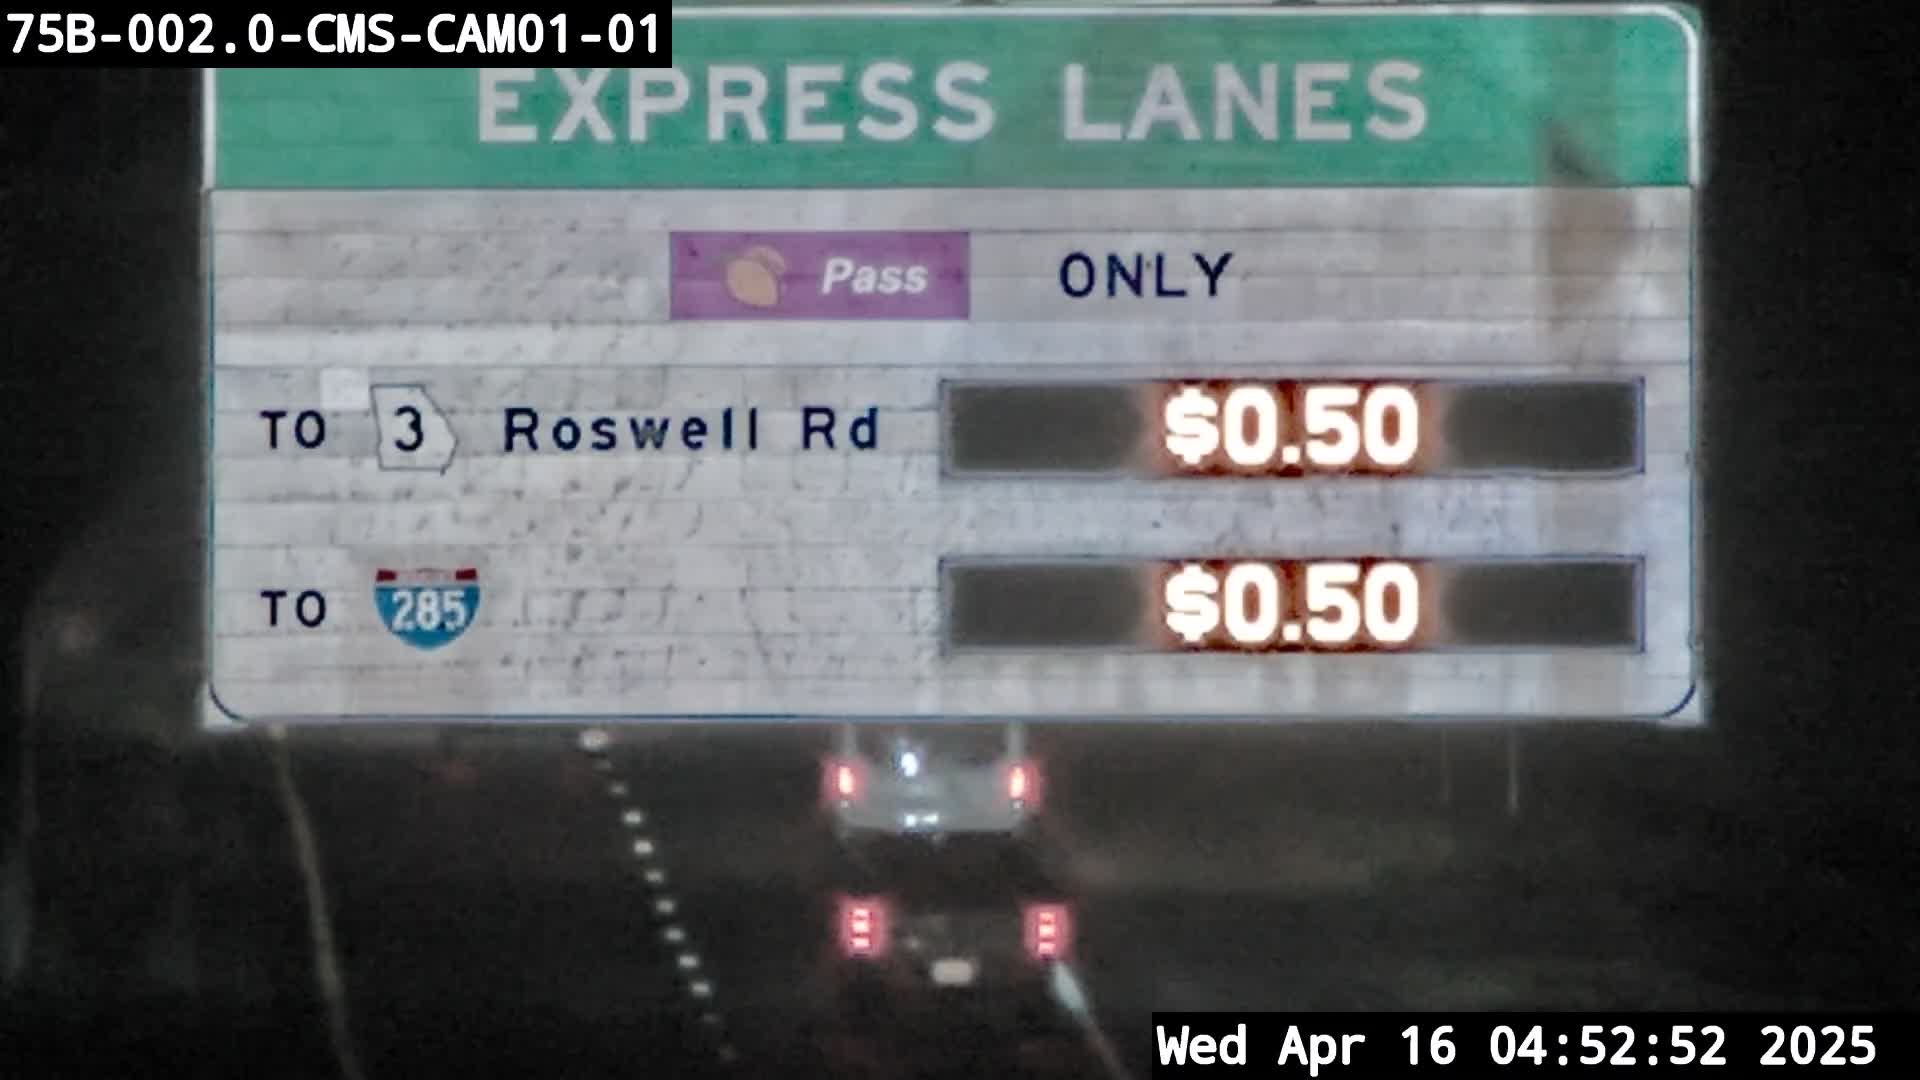 75B-002.0-CMS-CAM01-01
EXPRESS LANES
Pass ONLY
TO 3 Roswell Rd $0.50
TO 285 $0.50
Wed Apr 16 04:52:52 2025